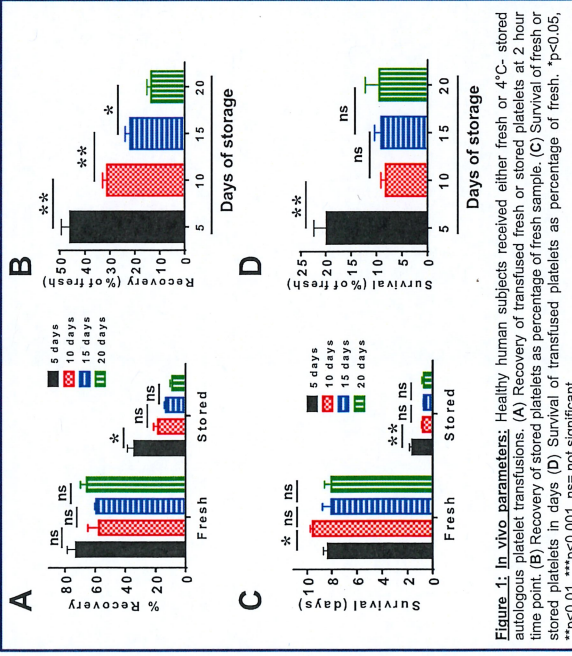 A
% Recovery
80
60
40
20
0
ns
ns
ns
*
ns
ns
5 days
10 days
15 days
20 days
Fresh
Stored
B
Recovery (% of fresh)
50
40
30
20
10
0
**
**
*
5
10
15
20
Days of storage
C
Survival (days)
10
8
6
4
2
0
*
ns
ns
**
ns
ns
5 days
10 days
15 days
20 days
Fresh
Stored
D
Survival (% of fresh)
25
20
15
10
5
0
**
ns
ns
5
10
15
20
Days of storage
Figure 1: In vivo parameters: Healthy human subjects received either fresh or 4°C- stored
autologous platelet transfusions. (A) Recovery of transfused fresh or stored platelets at 2 hour
time point. (B) Recovery of stored platelets as percentage of fresh sample. (C) Survival of fresh or
stored platelets in days (D) Survival of transfused platelets as percentage of fresh. *p<0.05,
**p<0.01, ***p<0.001, ns= not significant